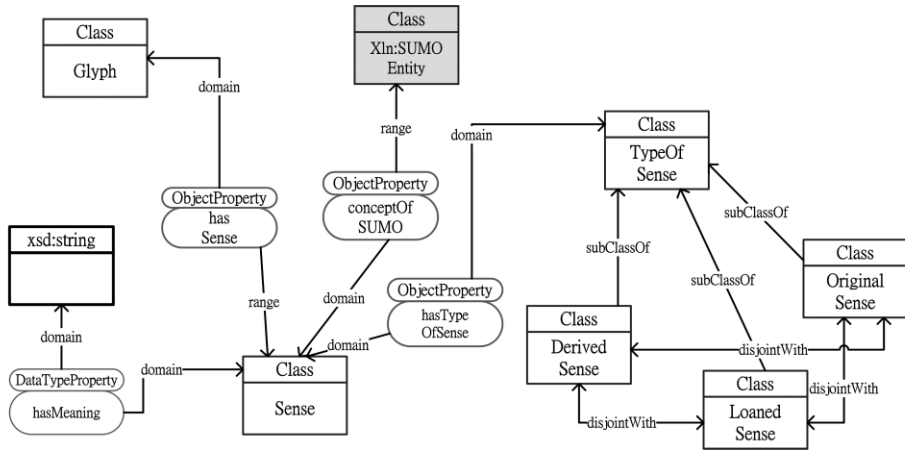 Class
Glyph
Class
Xln:SUMO
Entity
domain
range
domain
Class
TypeOf
Sense
ObjectProperty
has
Sense
ObjectProperty
conceptOf
SUMO
subClassOf
subClassOf
subClassOf
xsd:string
Class
Original
Sense
ObjectProperty
hasType
OfSense
range
domain
domain
domain
Class
Derived
Sense
disjointWith
DataTypeProperty
hasMeaning
domain
Class
Sense
Class
Loaned
Sense
disjointWith
disjointWith